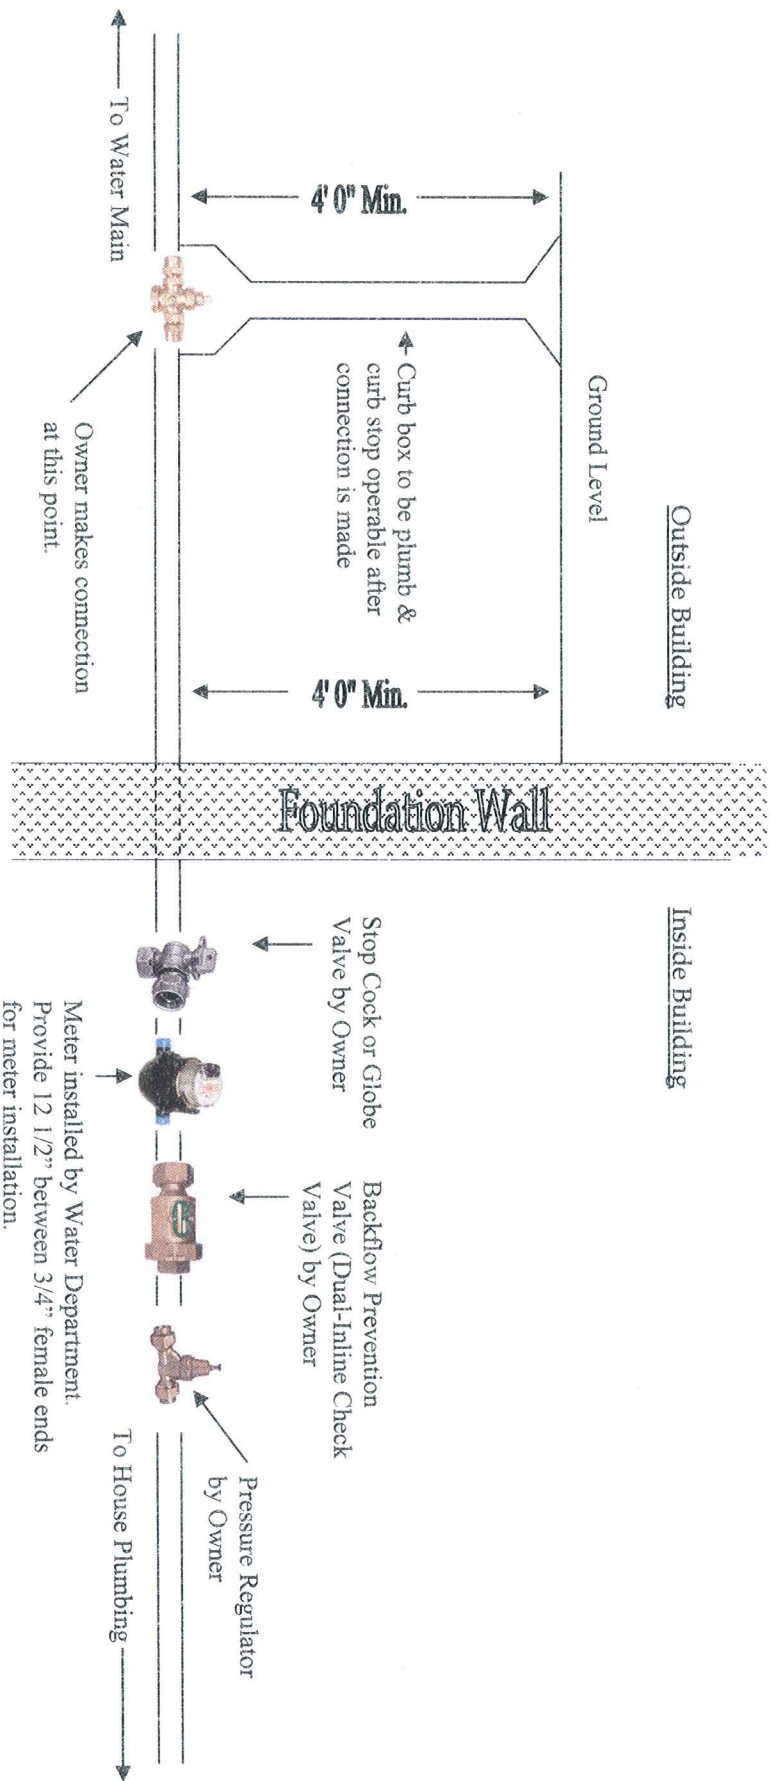 Outside Building
Inside Building
Ground Level
4' 0" Min.
Curb box to be plumb &
curb stop operable after
connection is made
4' 0" Min.
Foundation Wall
Stop Cock or Globe
Valve by Owner
Backflow Prevention
Valve (Dual-Inline Check
Valve) by Owner
Pressure Regulator
by Owner
To Water Main
Owner makes connection
at this point.
Meter installed by Water Department.
Provide 12 1/2” between 3/4” female ends
for meter installation.
To House Plumbing